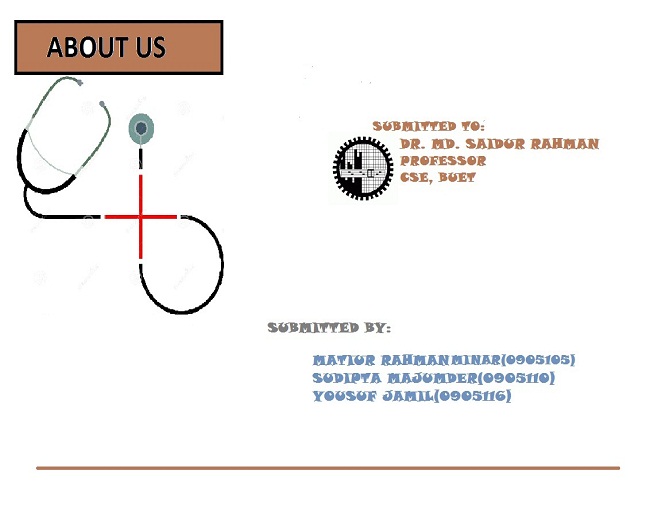 ABOUT US
SUBMITTED TO:
DR. MD. SAIDUR RAHMAN
PROFESSOR
CSE, BUET
SUBMITTED BY:
MATIUR RAHMAN MINAR(0905105)
SUDIPTA MAJUMDER(0905110)
YOUSUF JAMIL(0905116)